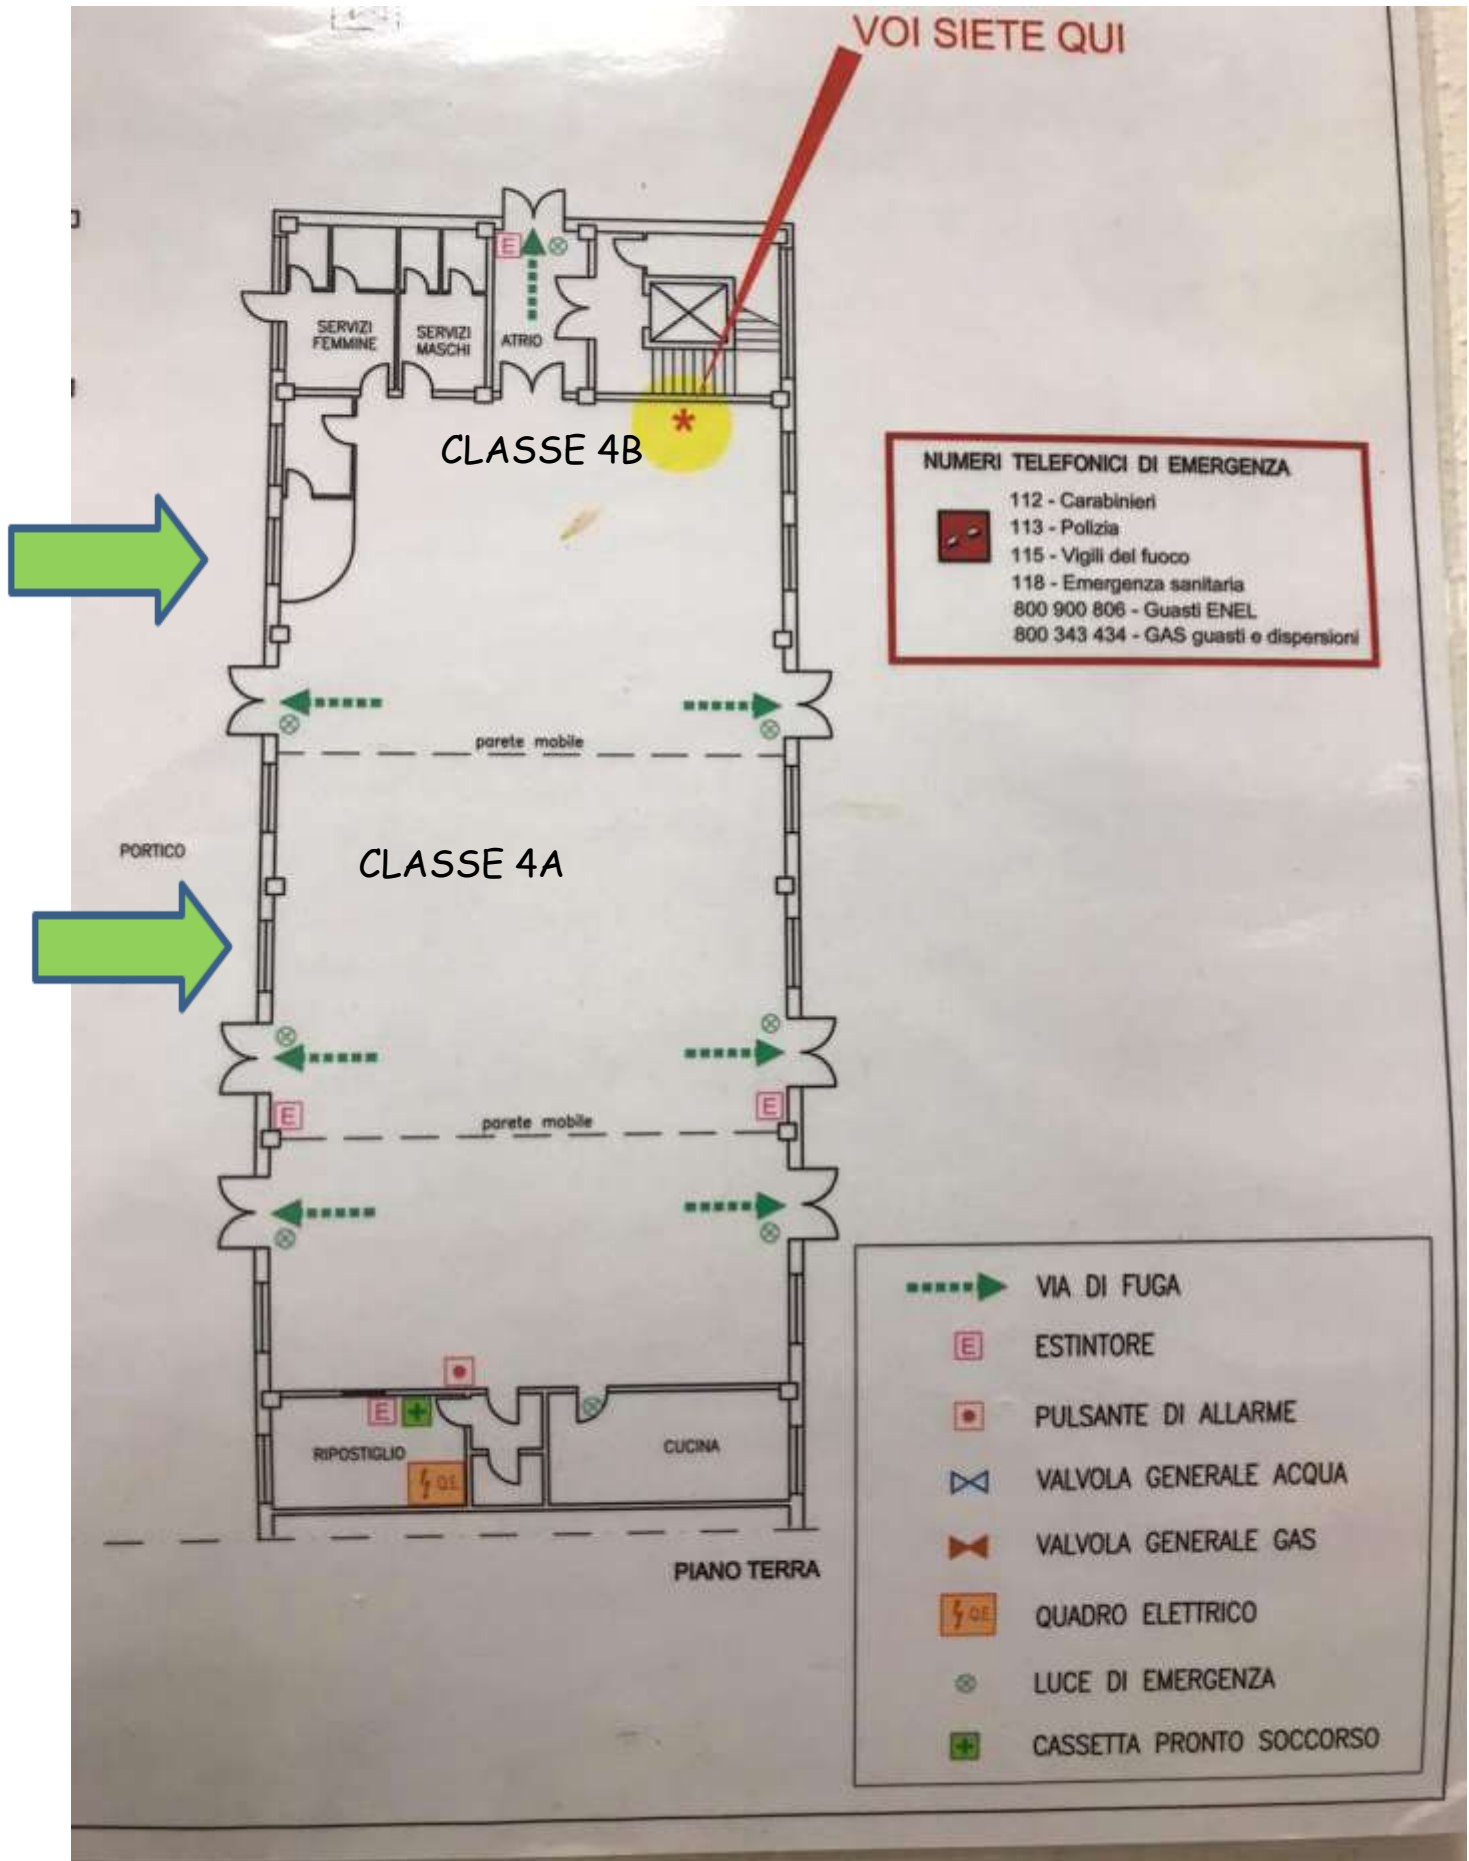 VOI SIETE QUI
E
SERVIZI
FEMMINE
SERVIZI
MASCHI
ATRIO
*
CLASSE 4B
NUMERI TELEFONICI DI EMERGENZA
112 - Carabinieri
113 - Polizia
115 - Vigili del fuoco
118 - Emergenza sanitaria
800 900 806 - Guasti ENEL
800 343 434 - GAS guasti e dispersioni
parete mobile
PORTICO
CLASSE 4A
E
E
parete mobile
E
RIPOSTIGLIO
Q.E.
CUCINA
PIANO TERRA
VIA DI FUGA
E ESTINTORE
PULSANTE DI ALLARME
VALVOLA GENERALE ACQUA
VALVOLA GENERALE GAS
Q.E. QUADRO ELETTRICO
LUCE DI EMERGENZA
CASSETTA PRONTO SOCCORSO